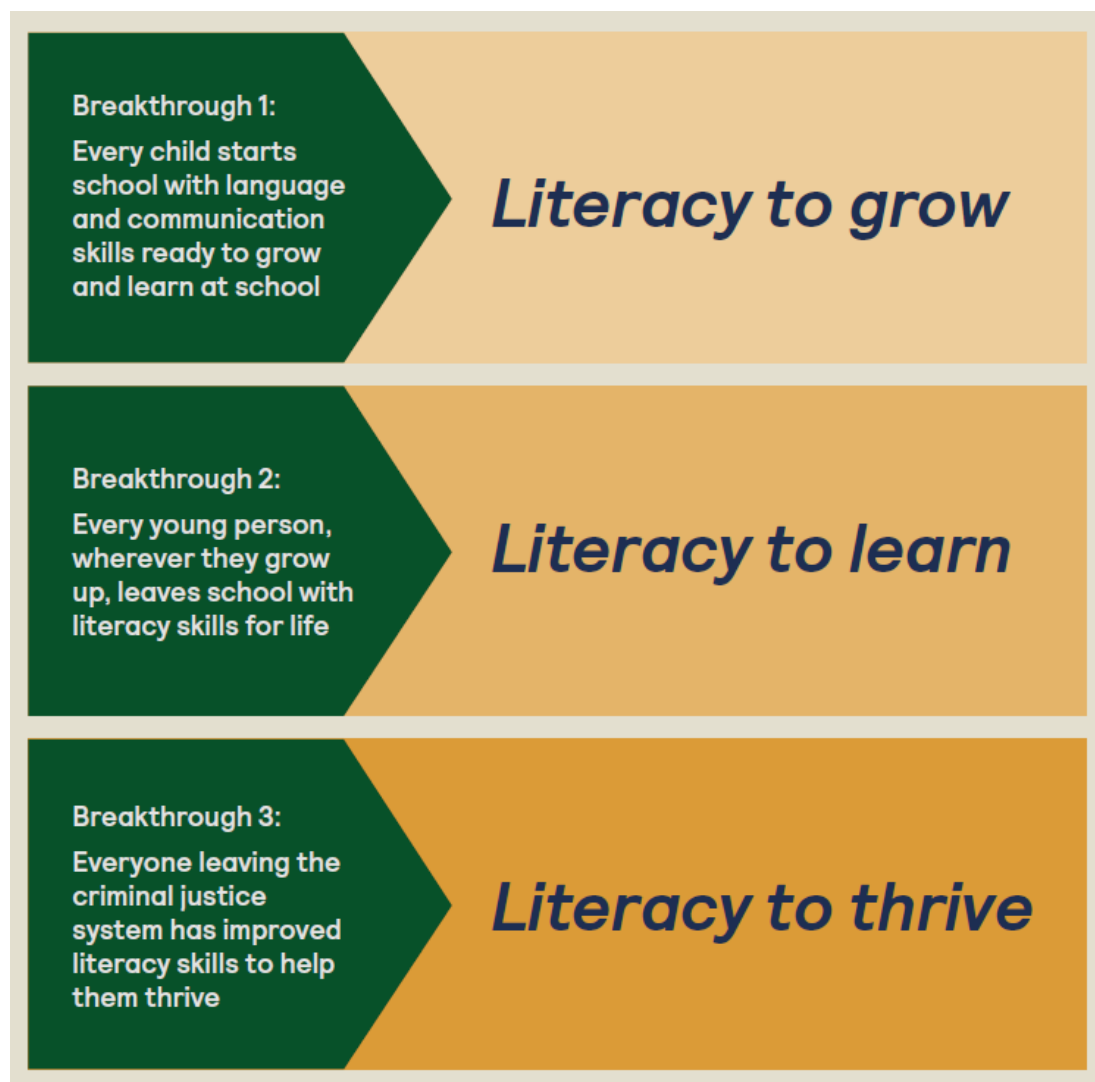 Breakthrough 1:
Every child starts
school with language
and communication
skills ready to grow
and learn at school
Literacy to grow
Breakthrough 2:
Every young person,
wherever they grow
up, leaves school with
literacy skills for life
Literacy to learn
Breakthrough 3:
Everyone leaving the
criminal justice
system has improved
literacy skills to help
them thrive
Literacy to thrive